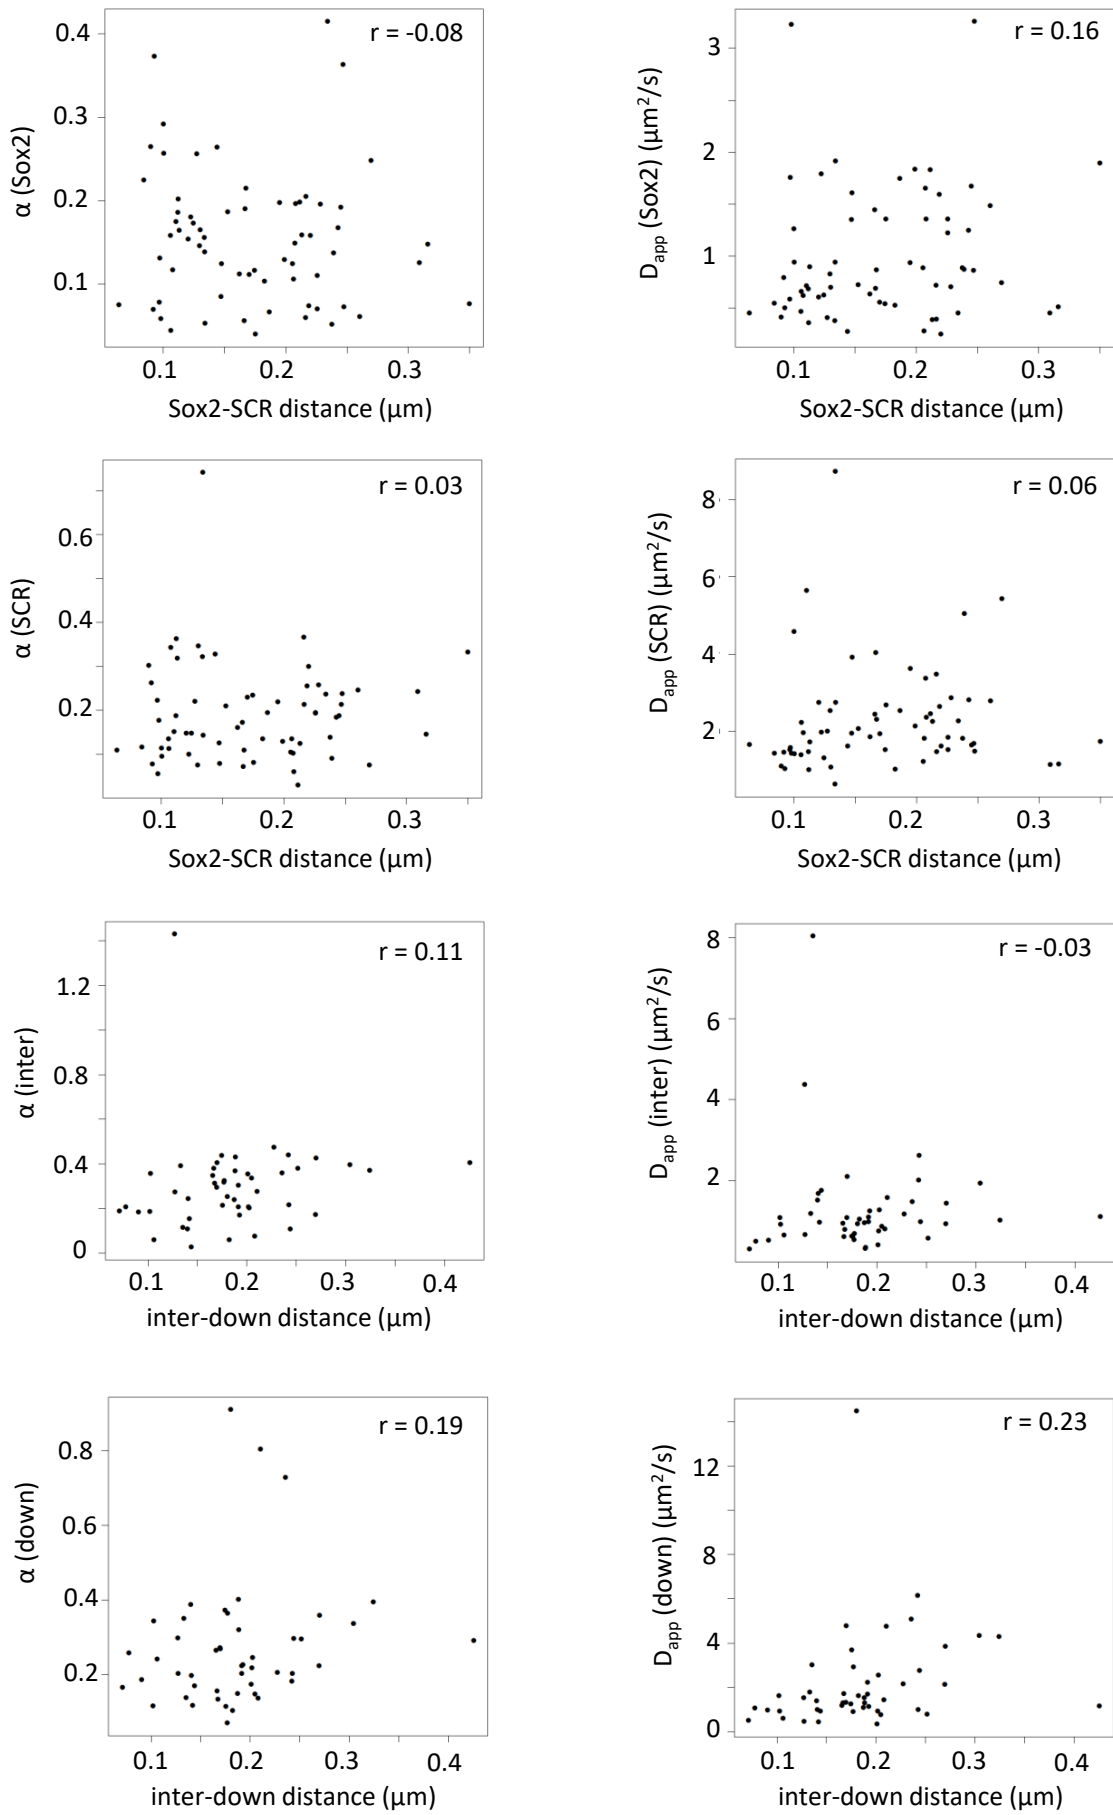 r = -0.08
α (Sox2)
0.4
0.3
0.2
0.1
0.1 0.2 0.3
Sox2-SCR distance (µm)
r = 0.16
Dapp (Sox2) (µm²/s)
3
2
1
0.1 0.2 0.3
Sox2-SCR distance (µm)
r = 0.03
α (SCR)
0.6
0.4
0.2
0.1 0.2 0.3
Sox2-SCR distance (µm)
r = 0.06
Dapp (SCR) (µm²/s)
8
6
4
2
0.1 0.2 0.3
Sox2-SCR distance (µm)
r = 0.11
α (inter)
1.2
0.8
0.4
0
0.1 0.2 0.3 0.4
inter-down distance (µm)
r = -0.03
Dapp (inter) (µm²/s)
8
6
4
2
0.1 0.2 0.3 0.4
inter-down distance (µm)
r = 0.19
α (down)
0.8
0.6
0.4
0.2
0.1 0.2 0.3 0.4
inter-down distance (µm)
r = 0.23
Dapp (down) (µm²/s)
12
8
4
0
0.1 0.2 0.3 0.4
inter-down distance (µm)